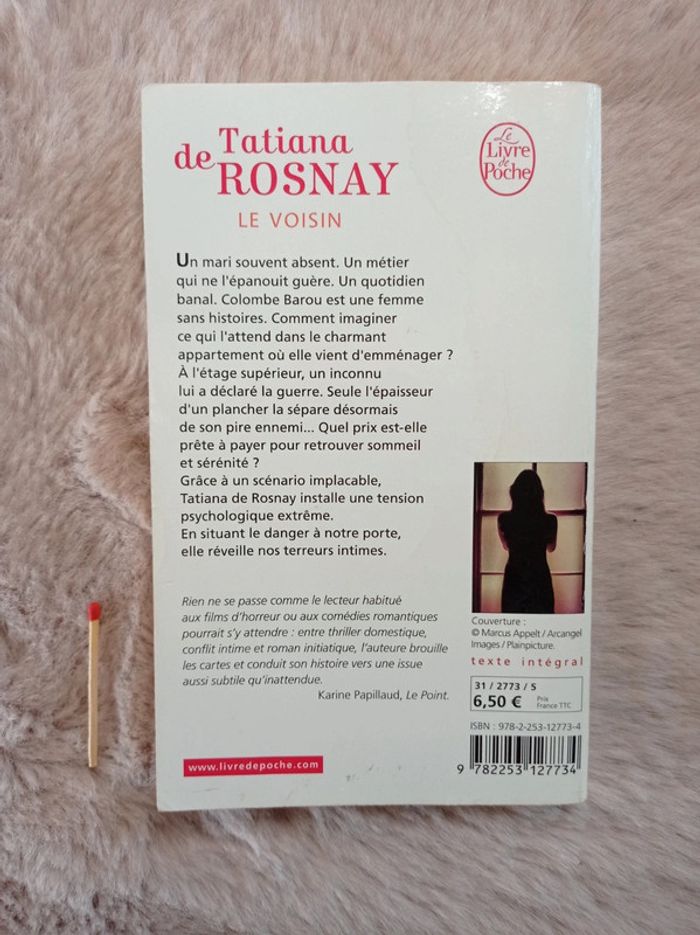 Tatiana
de ROSNAY
Le Livre de Poche
LE VOISIN
Un mari souvent absent. Un métier
qui ne l'épanouit guère. Un quotidien
banal. Colombe Barou est une femme
sans histoires. Comment imaginer
ce qui l'attend dans le charmant
appartement où elle vient d'emménager ?
À l'étage supérieur, un inconnu
lui a déclaré la guerre. Seule l'épaisseur
d'un plancher la sépare désormais
de son pire ennemi... Quel prix est-elle
prête à payer pour retrouver sommeil
et sérénité ?
Grâce à un scénario implacable,
Tatiana de Rosnay installe une tension
psychologique extrême.
En situant le danger à notre porte,
elle réveille nos terreurs intimes.
Rien ne se passe comme le lecteur habitué
aux films d'horreur ou aux comédies romantiques
pourrait s'y attendre : entre thriller domestique,
conflit intime et roman initiatique, l'auteure brouille
les cartes et conduit son histoire vers une issue
aussi subtile qu'inattendue.
Karine Papillaud, Le Point.
www.livredepoche.com
Couverture :
© Marcus Appelt / Arcangel
Images / Plainpicture.
texte intégral
31 / 2773 / 5
6,50 € Prix
France TTC
ISBN : 978-2-253-12773-4
9 782253 127734